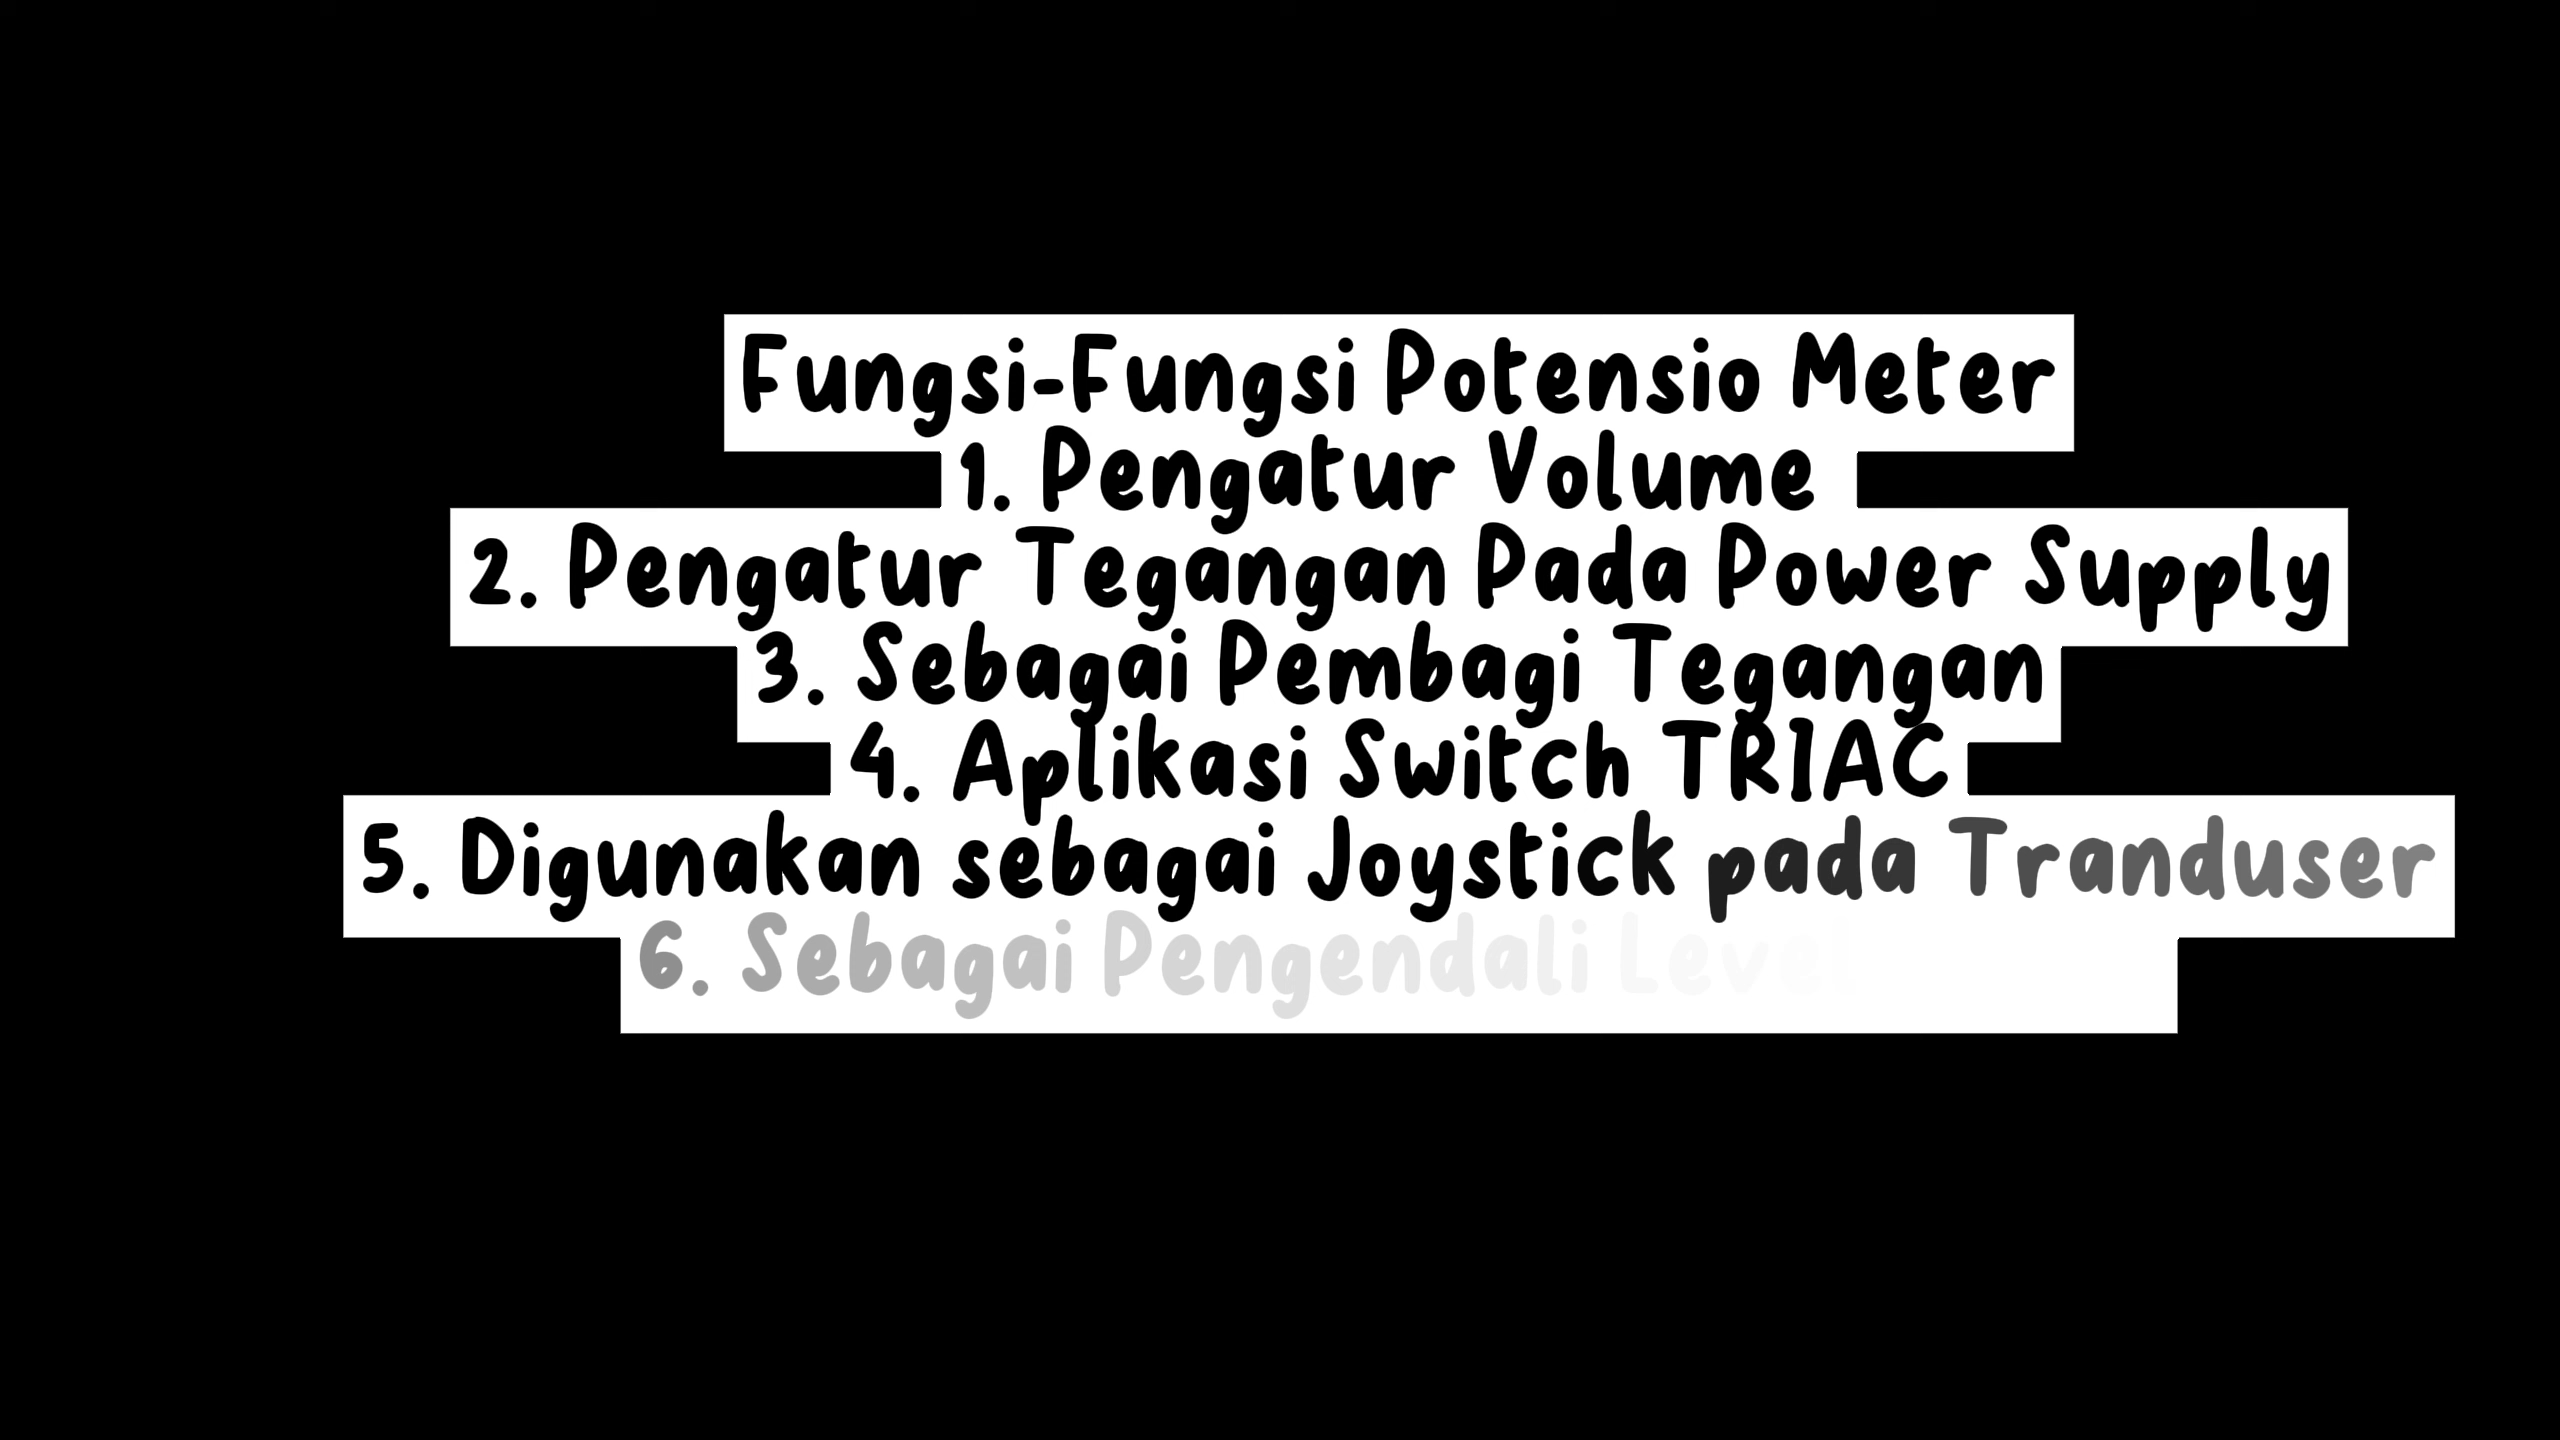 Fungsi-Fungsi Potensio Meter
1. Pengatur Volume
2. Pengatur Tegangan Pada Power Supply
3. Sebagai Pembagi Tegangan
4. Aplikasi Switch TRIAC
5. Digunakan sebagai Joystick pada Tranduser
6. Sebagai Pengendali Level